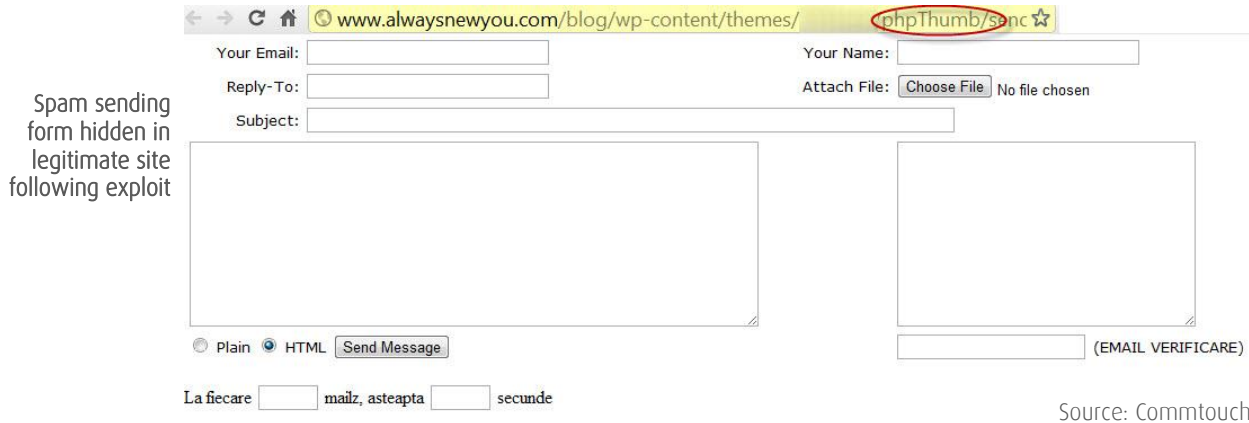 www.alwaysnewyou.com/blog/wp-content/themes/ /phpThumb/senc
Your Email:
Your Name:
Reply-To:
Attach File: Choose File No file chosen
Subject:
Spam sending
form hidden in
legitimate site
following exploit
Plain HTML Send Message
(EMAIL VERIFICARE)
La fiecare mailz, asteapta secunde
Source: Commtouch